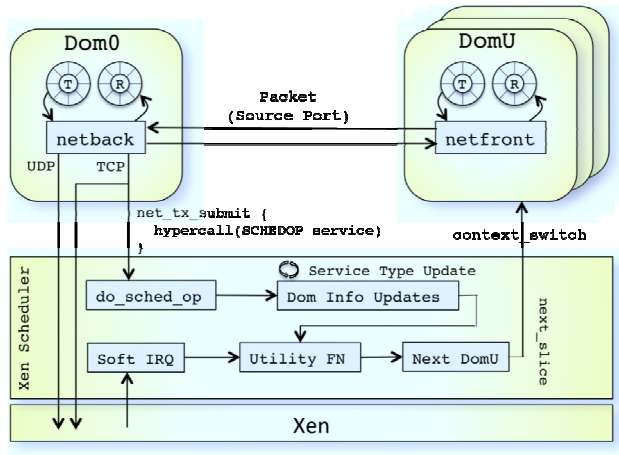 Dom0
DomU
T
R
T
R
Packet
(Source Port)
netback
netfront
UDP
TCP
net_tx_submit {
hypercall(SCHEDOP service)
}
context_switch
Xen Scheduler
Service Type Update
do_sched_op
Dom Info Updates
next_slice
Soft IRQ
Utility FN
Next DomU
Xen